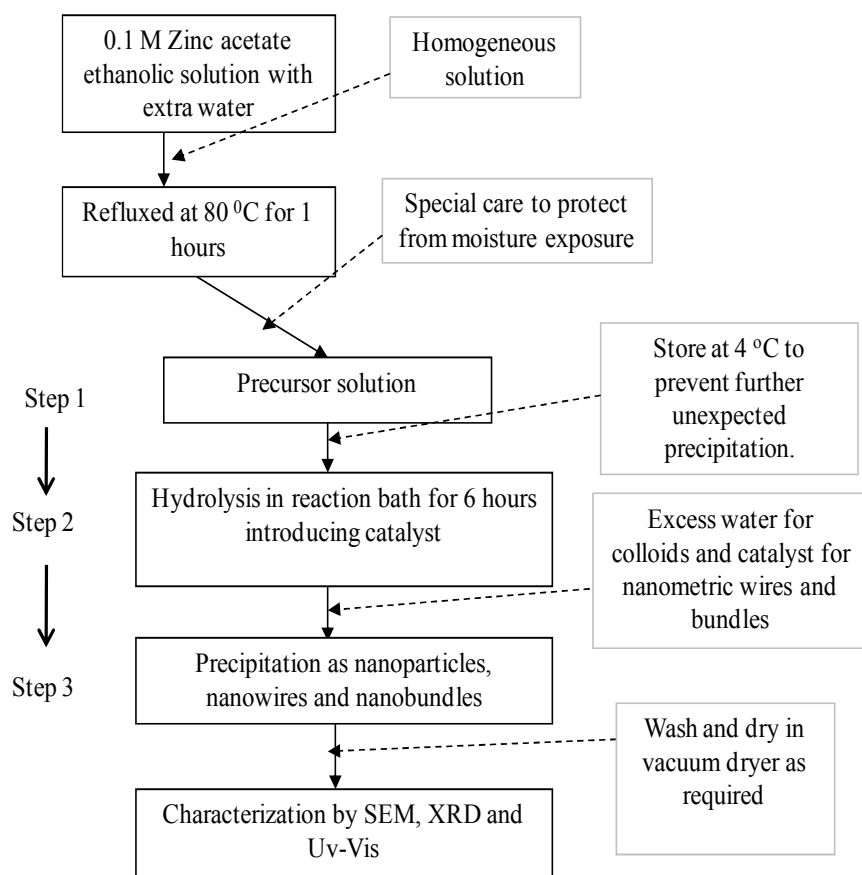 0.1 M Zinc acetate
ethanolic solution with
extra water
Homogeneous
solution
Refluxed at 80 ⁰C for 1
hours
Special care to protect
from moisture exposure
Precursor solution
Store at 4 ᵒC to
prevent further
unexpected
precipitation.
Step 1
Hydrolysis in reaction bath for 6 hours
introducing catalyst
Step 2
Excess water for
colloids and catalyst for
nanometric wires and
bundles
Precipitation as nanoparticles,
nanowires and nanobundles
Step 3
Wash and dry in
vacuum dryer as
required
Characterization by SEM, XRD and
Uv-Vis